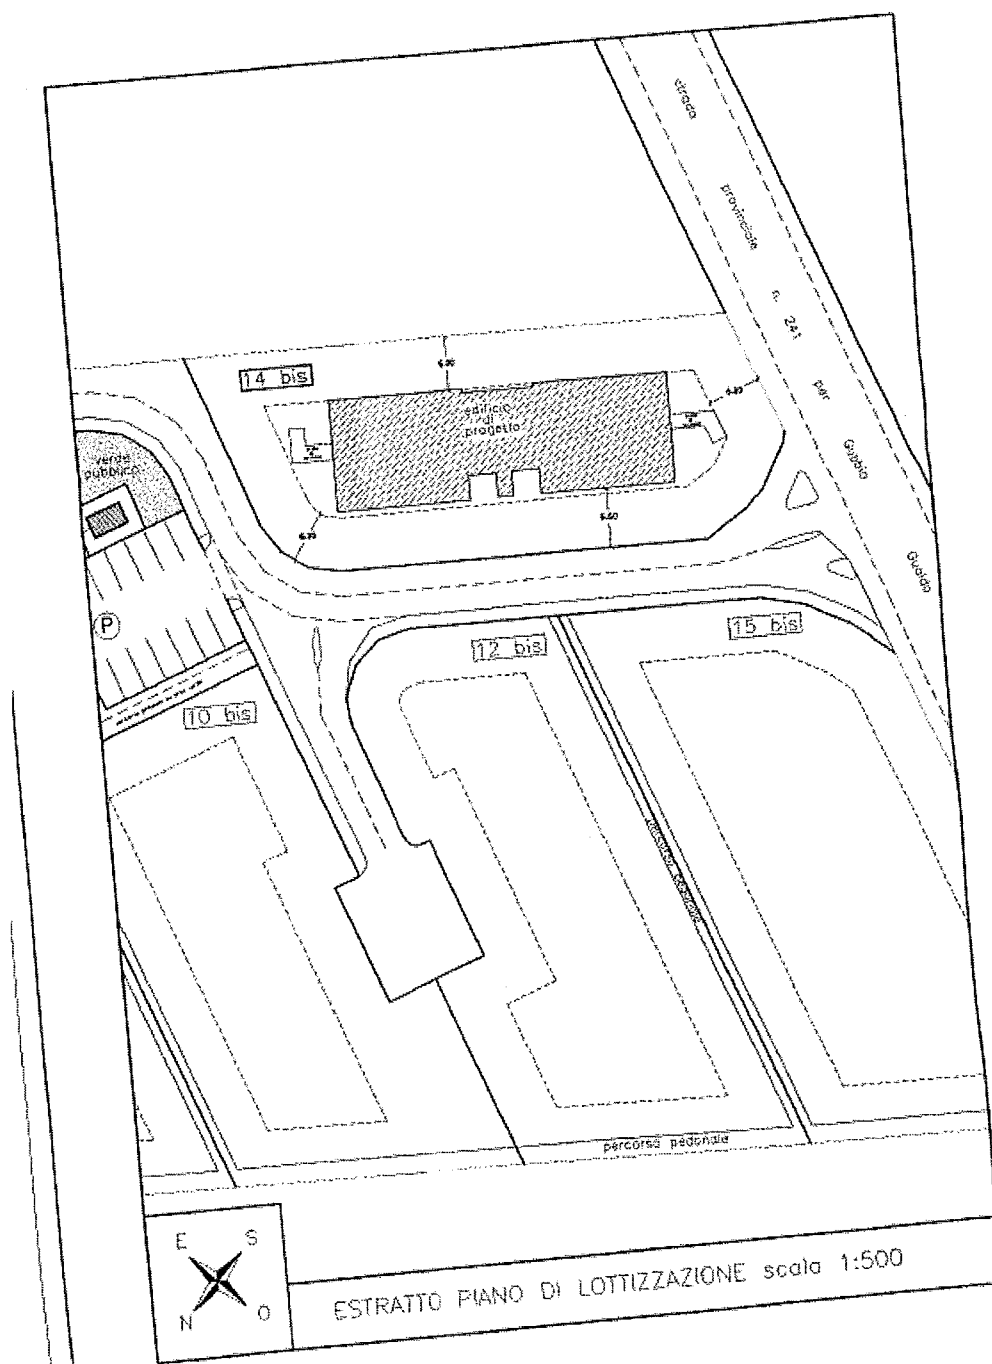 strada
provinciale
n. 241
per
Gubbio
Gualdo
14 bis
edificio
di
progetto
verde
pubblico
P
12 bis
15 bis
10 bis
percorso pedonale
E
S
N
O
ESTRATTO PIANO DI LOTTIZZAZIONE scala 1:500